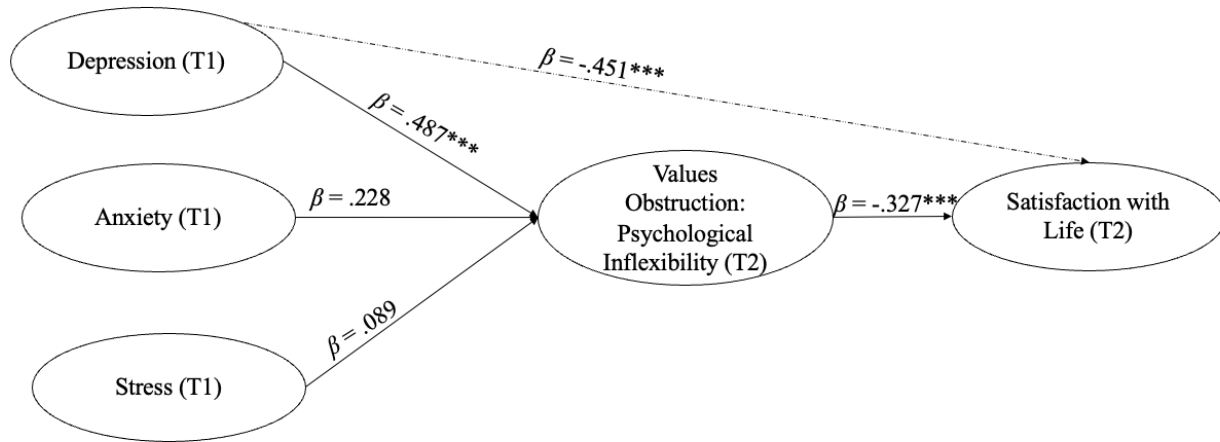 Depression (T1)
β = -.451***
β = .487***
Anxiety (T1)
β = .228
Values
Obstruction:
Psychological
Inflexibility (T2)
β = -.327***
Satisfaction with
Life (T2)
β = .089
Stress (T1)